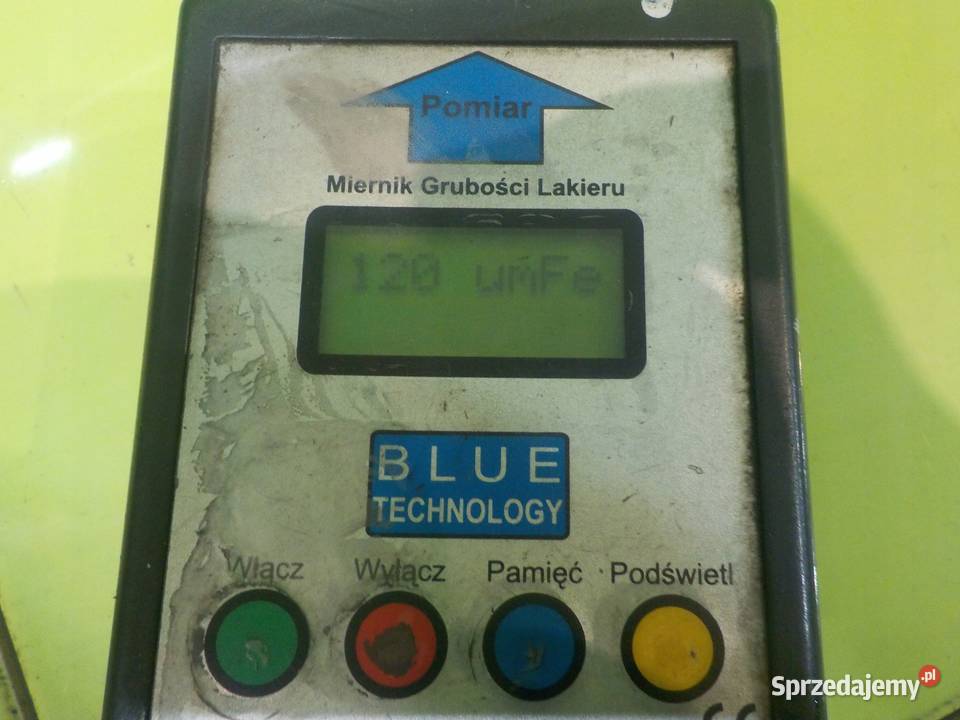 Pomiar
Miernik Grubości Lakieru
120 umFe
BLUE
TECHNOLOGY
Włącz Wyłącz Pamięć Podświetl
Sprzedajemy.pl